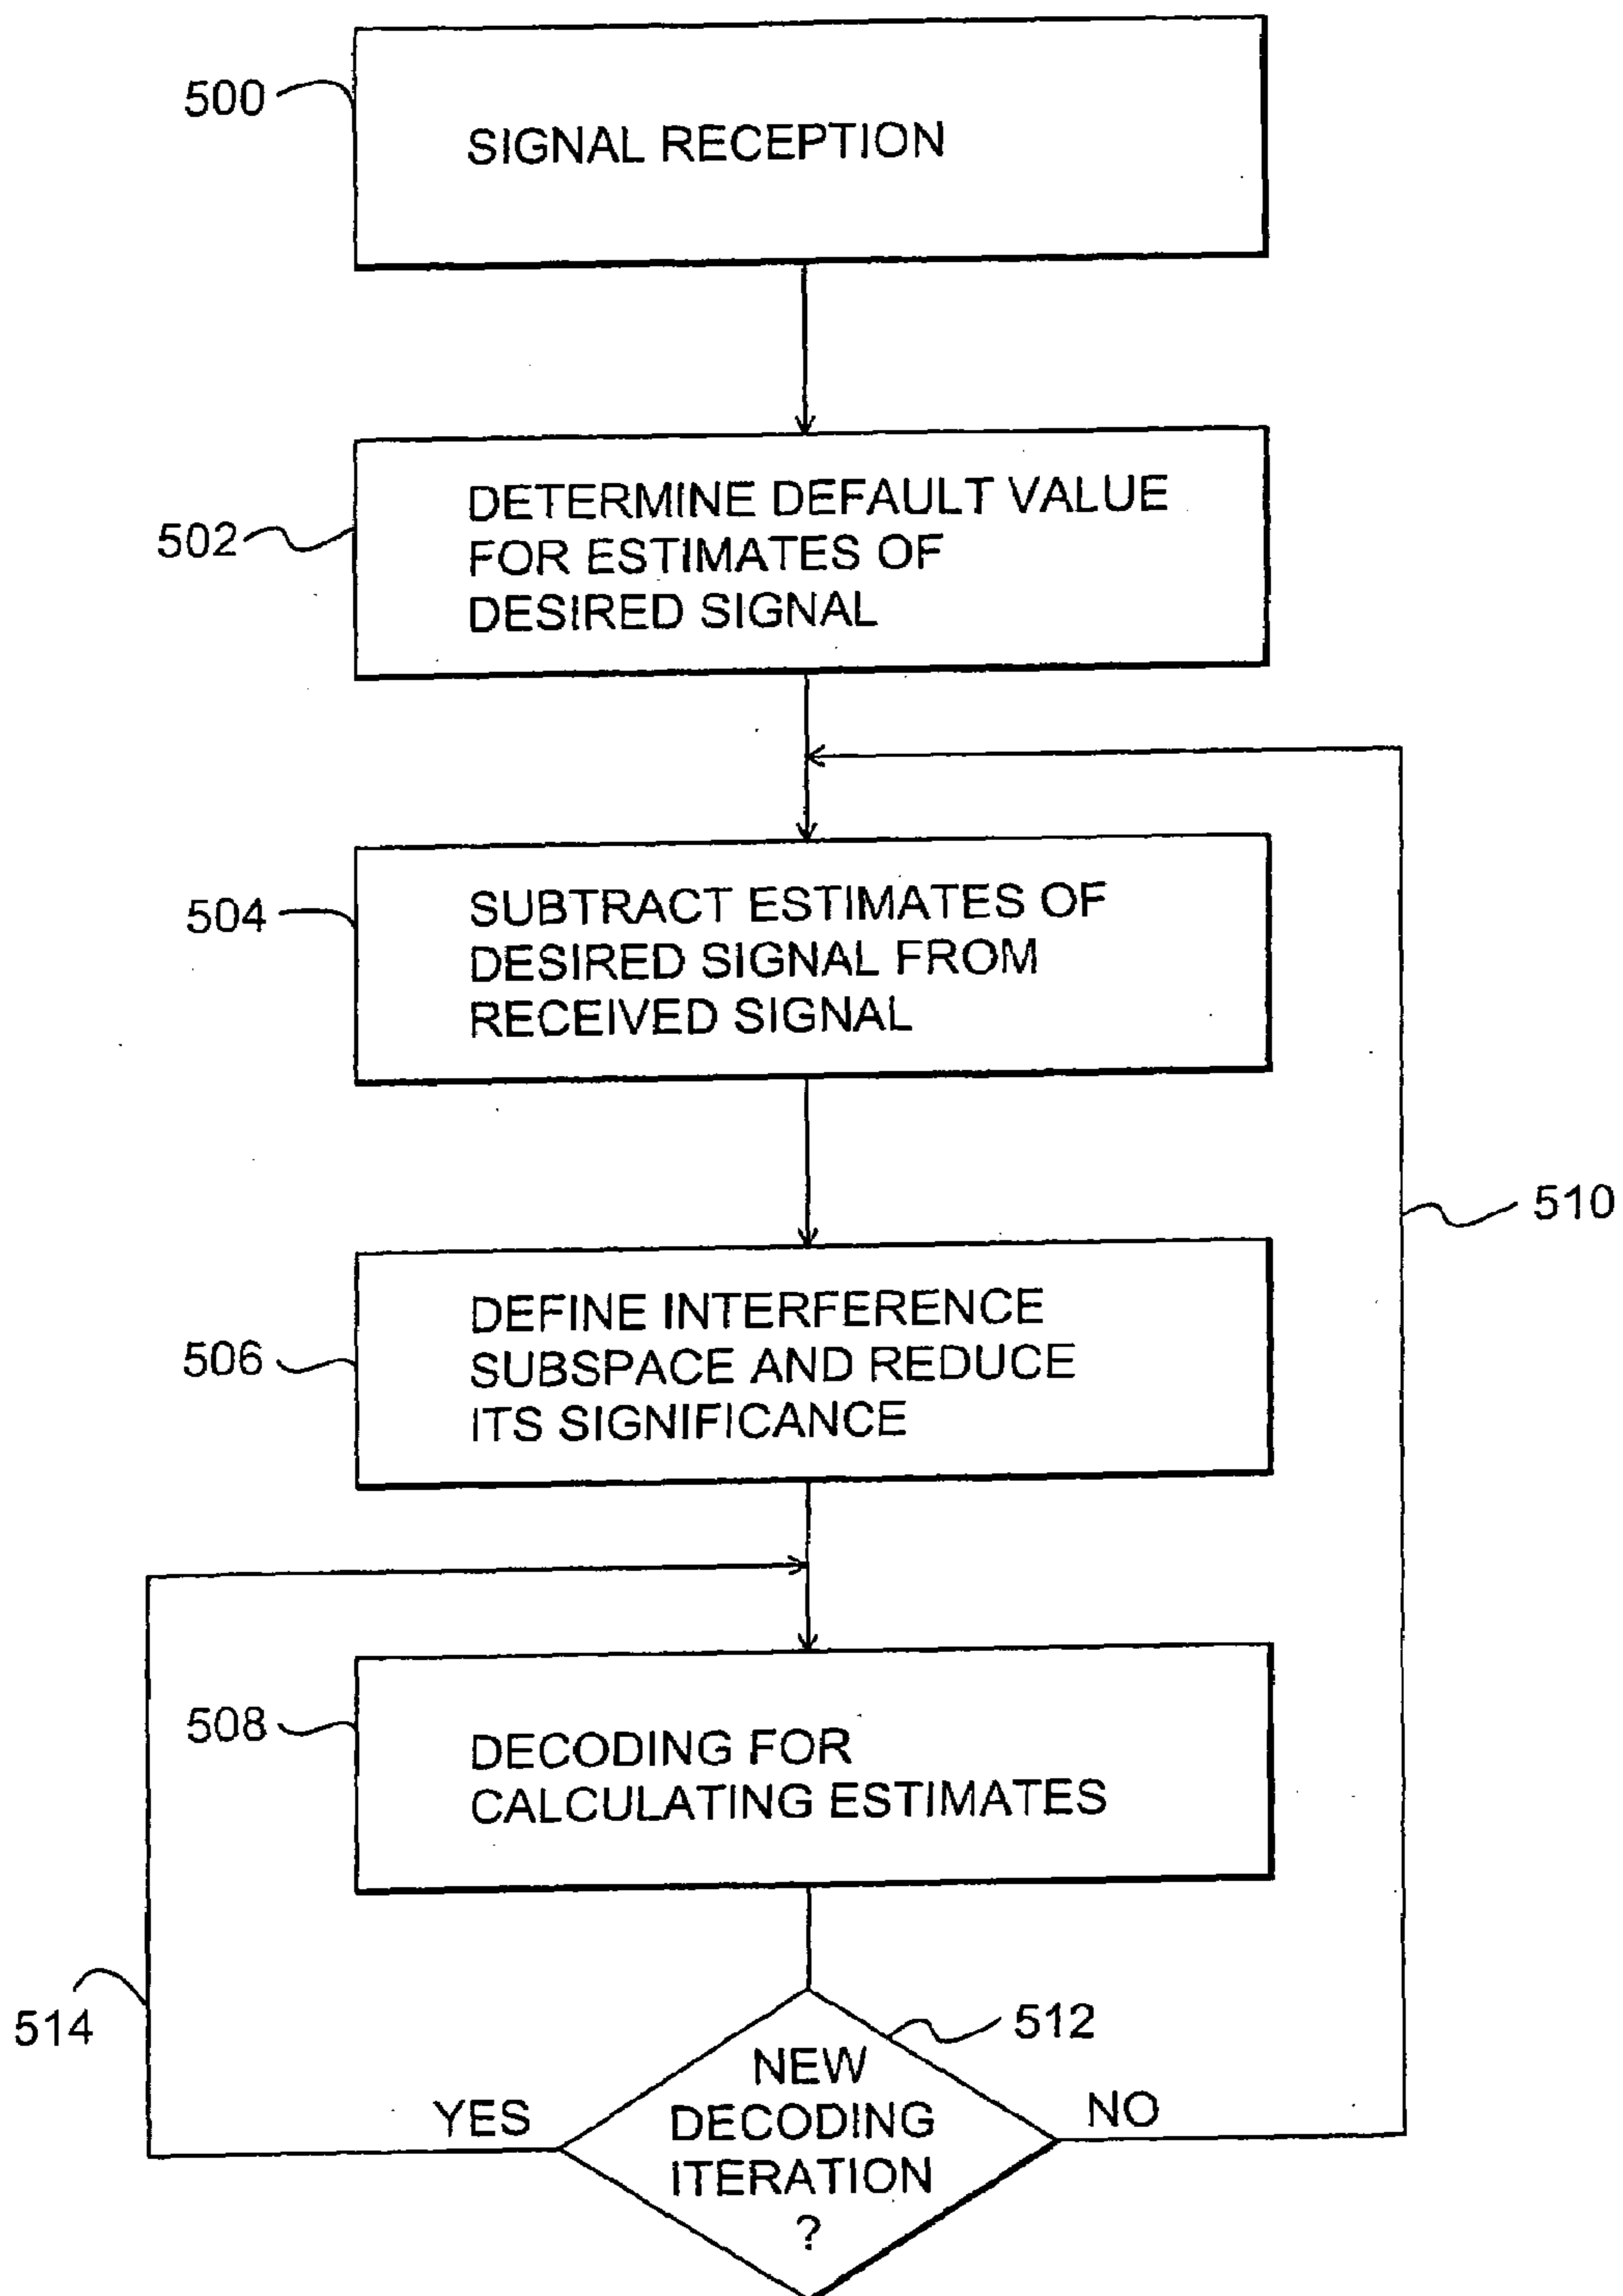 500
SIGNAL RECEPTION
502
DETERMINE DEFAULT VALUE
FOR ESTIMATES OF
DESIRED SIGNAL
504
SUBTRACT ESTIMATES OF
DESIRED SIGNAL FROM
RECEIVED SIGNAL
510
506
DEFINE INTERFERENCE
SUBSPACE AND REDUCE
ITS SIGNIFICANCE
508
DECODING FOR
CALCULATING ESTIMATES
514
512
YES
NEW
DECODING
ITERATION
?
NO